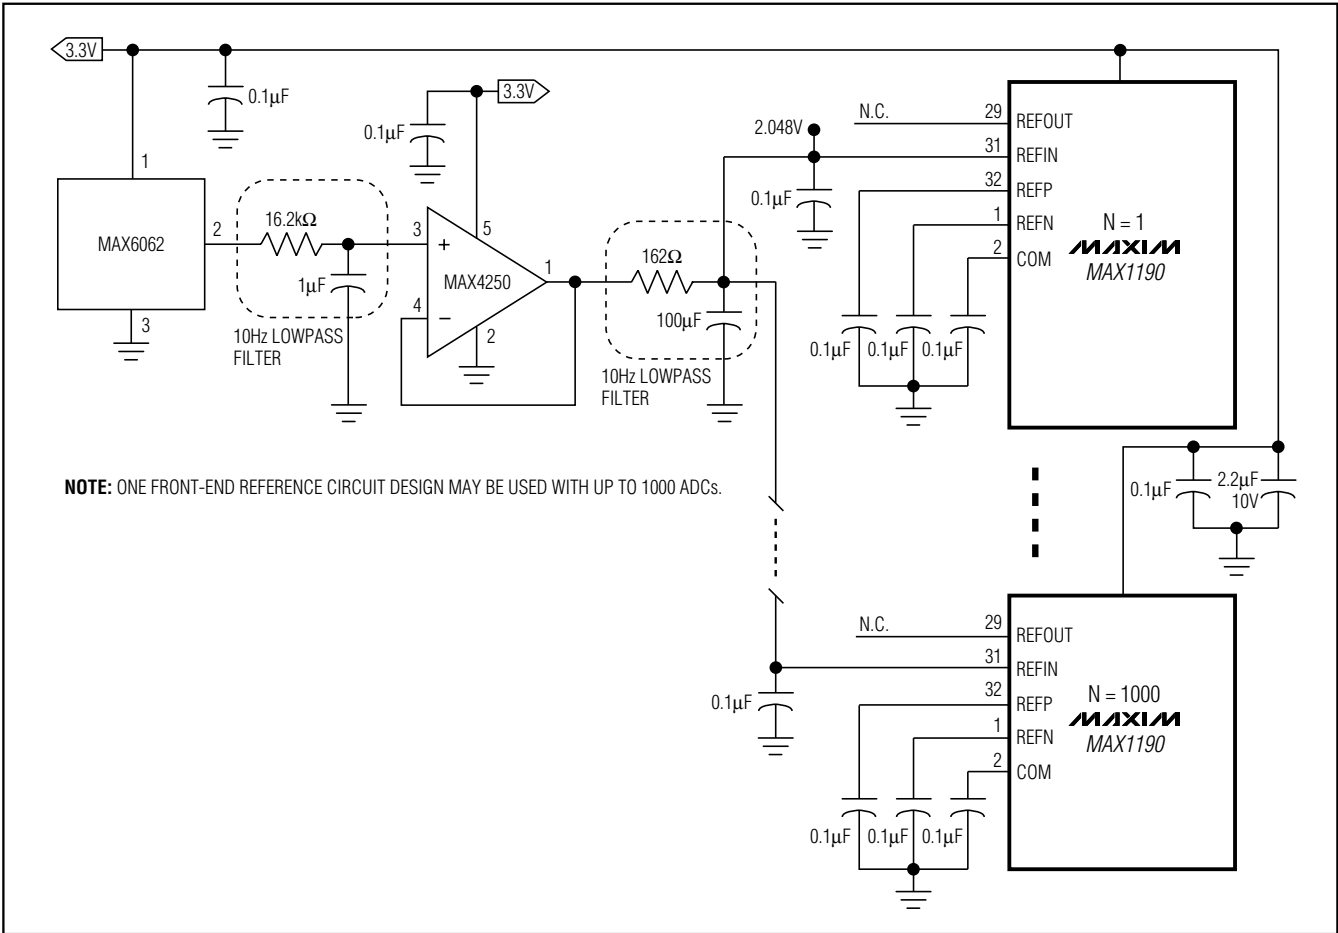 3.3V
0.1µF
3.3V
0.1µF
1
MAX6062
2
3
16.2kΩ
1µF
10Hz LOWPASS
FILTER
3
+
4
−
5
MAX4250
1
2
162Ω
100µF
10Hz LOWPASS
FILTER
2.048V
0.1µF
N.C.
29
REFOUT
31
REFIN
32
REFP
1
REFN
2
COM
N = 1
MAXIM
MAX1190
0.1µF
0.1µF
0.1µF
0.1µF
2.2µF
10V
NOTE: ONE FRONT-END REFERENCE CIRCUIT DESIGN MAY BE USED WITH UP TO 1000 ADCs.
N.C.
29
REFOUT
31
REFIN
32
REFP
1
REFN
2
COM
N = 1000
MAXIM
MAX1190
0.1µF
0.1µF
0.1µF
0.1µF